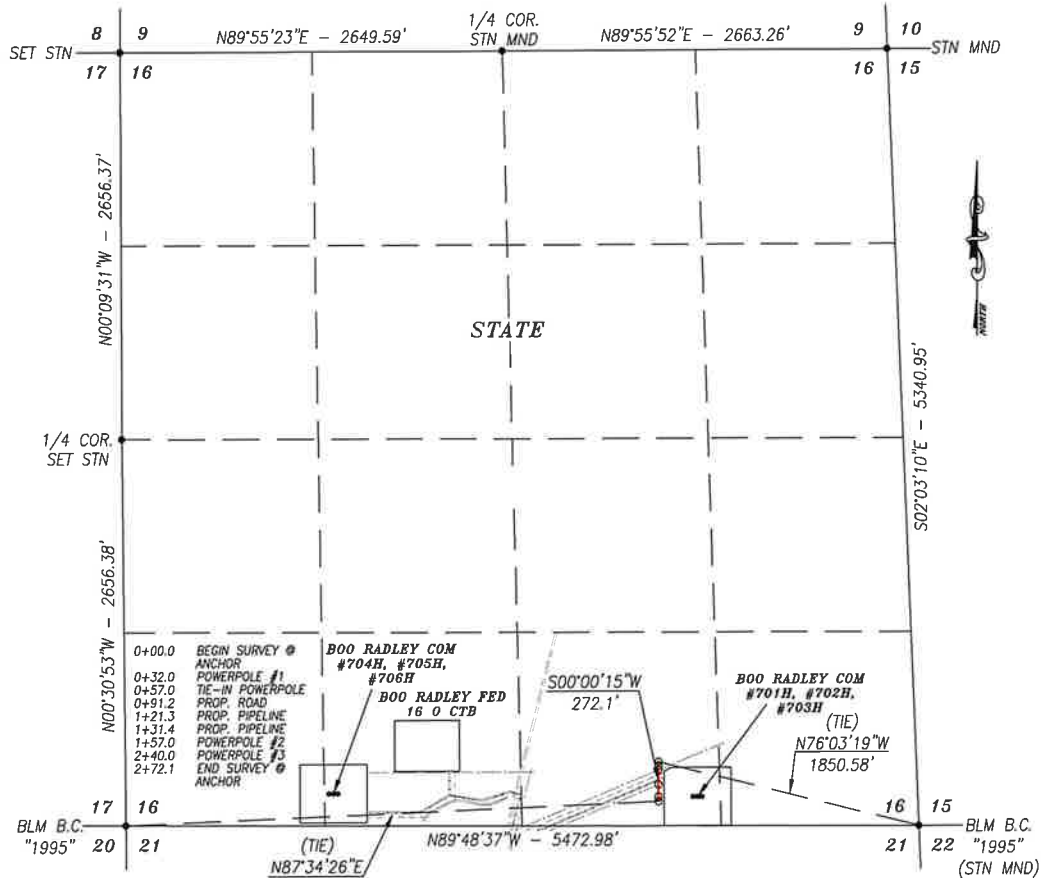 1/4 COR.
STN MND
8 9
N89°55'23"E - 2649.59'
N89°55'52"E - 2663.26'
9 10
SET STN
STN MND
17 16
16 15
N00°09'31"W - 2656.37'
NORTH
STATE
S02°03'10"E - 5340.95'
1/4 COR.
SET STN
N00°30'53"W - 2656.38'
0+00.0 BEGIN SURVEY @
ANCHOR
0+32.0 POWERPOLE #1
0+57.0 TIE-IN POWERPOLE
0+91.2 PROP. ROAD
1+21.3 PROP. PIPELINE
1+31.4 PROP. PIPELINE
1+57.0 POWERPOLE #2
2+40.0 POWERPOLE #3
2+72.1 END SURVEY @
ANCHOR
BOO RADLEY COM
#704H, #705H,
#706H
BOO RADLEY FED
16 O CTB
S00°00'15"W
272.1'
BOO RADLEY COM
#701H, #702H,
#703H
(TIE)
N76°03'19"W
1850.58'
17 16
16 15
BLM B.C.
"1995"
20 21
(TIE)
N87°34'26"E
N89°48'37"W - 5472.98'
21 22
BLM B.C.
"1995"
(STN MND)